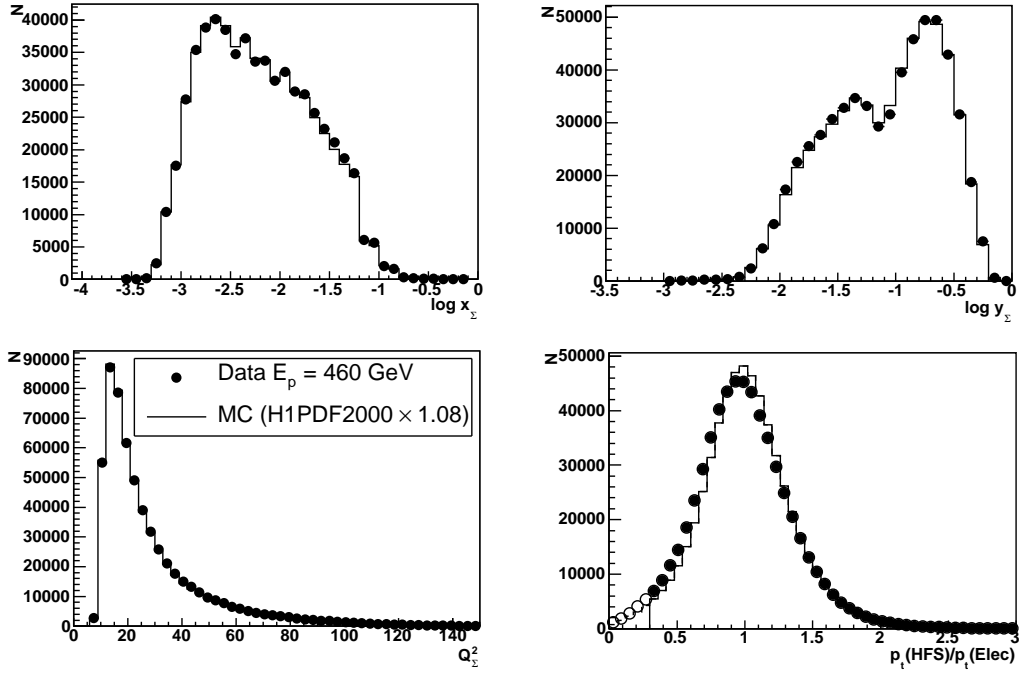 N
40000
35000
30000
25000
20000
15000
10000
5000
0
-4 -3.5 -3 -2.5 -2 -1.5 -1 -0.5 0
log x_Σ
N
50000
40000
30000
20000
10000
0
-3.5 -3 -2.5 -2 -1.5 -1 -0.5 0
log y_Σ
N
90000
80000
70000
60000
50000
40000
30000
20000
10000
0
0 20 40 60 80 100 120 140
Q²_Σ
Data E_p = 460 GeV
MC (H1PDF2000 × 1.08)
N
50000
40000
30000
20000
10000
0
0 0.5 1 1.5 2 2.5 3
p_t(HFS)/p_t(Elec)